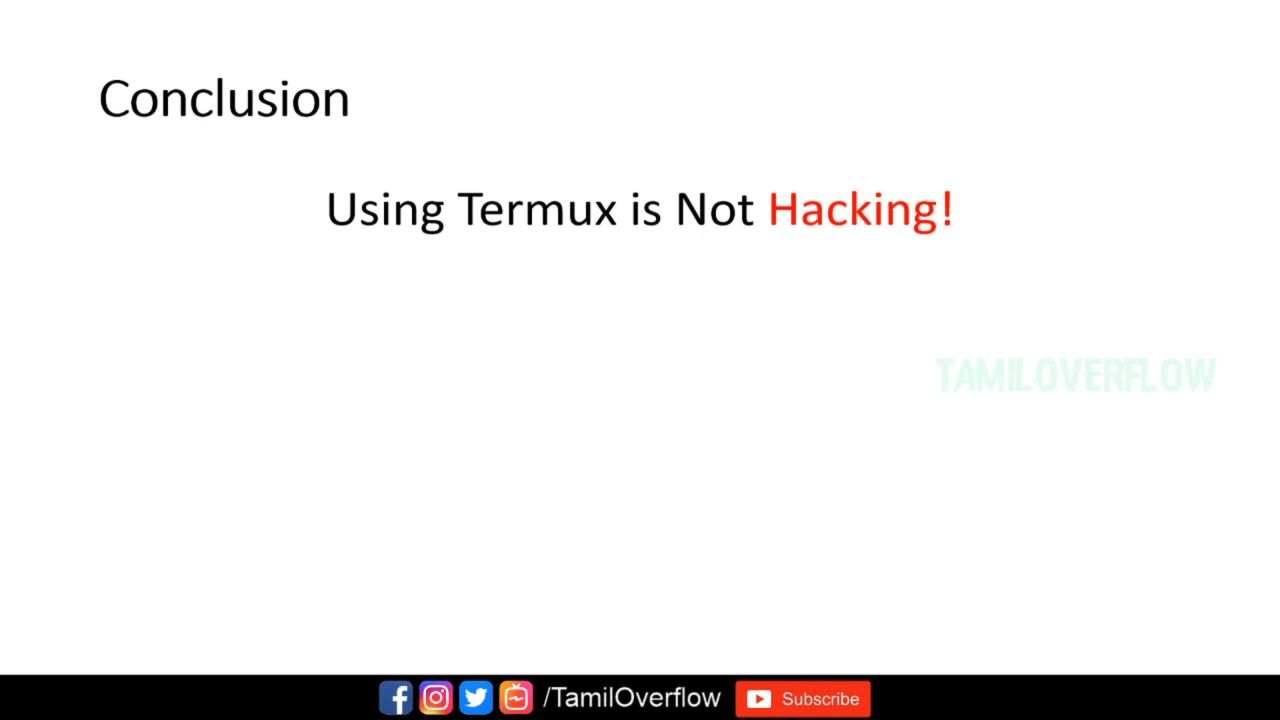 Conclusion
Using Termux is Not Hacking!
TAMILOVERFLOW
/TamilOverflow Subscribe